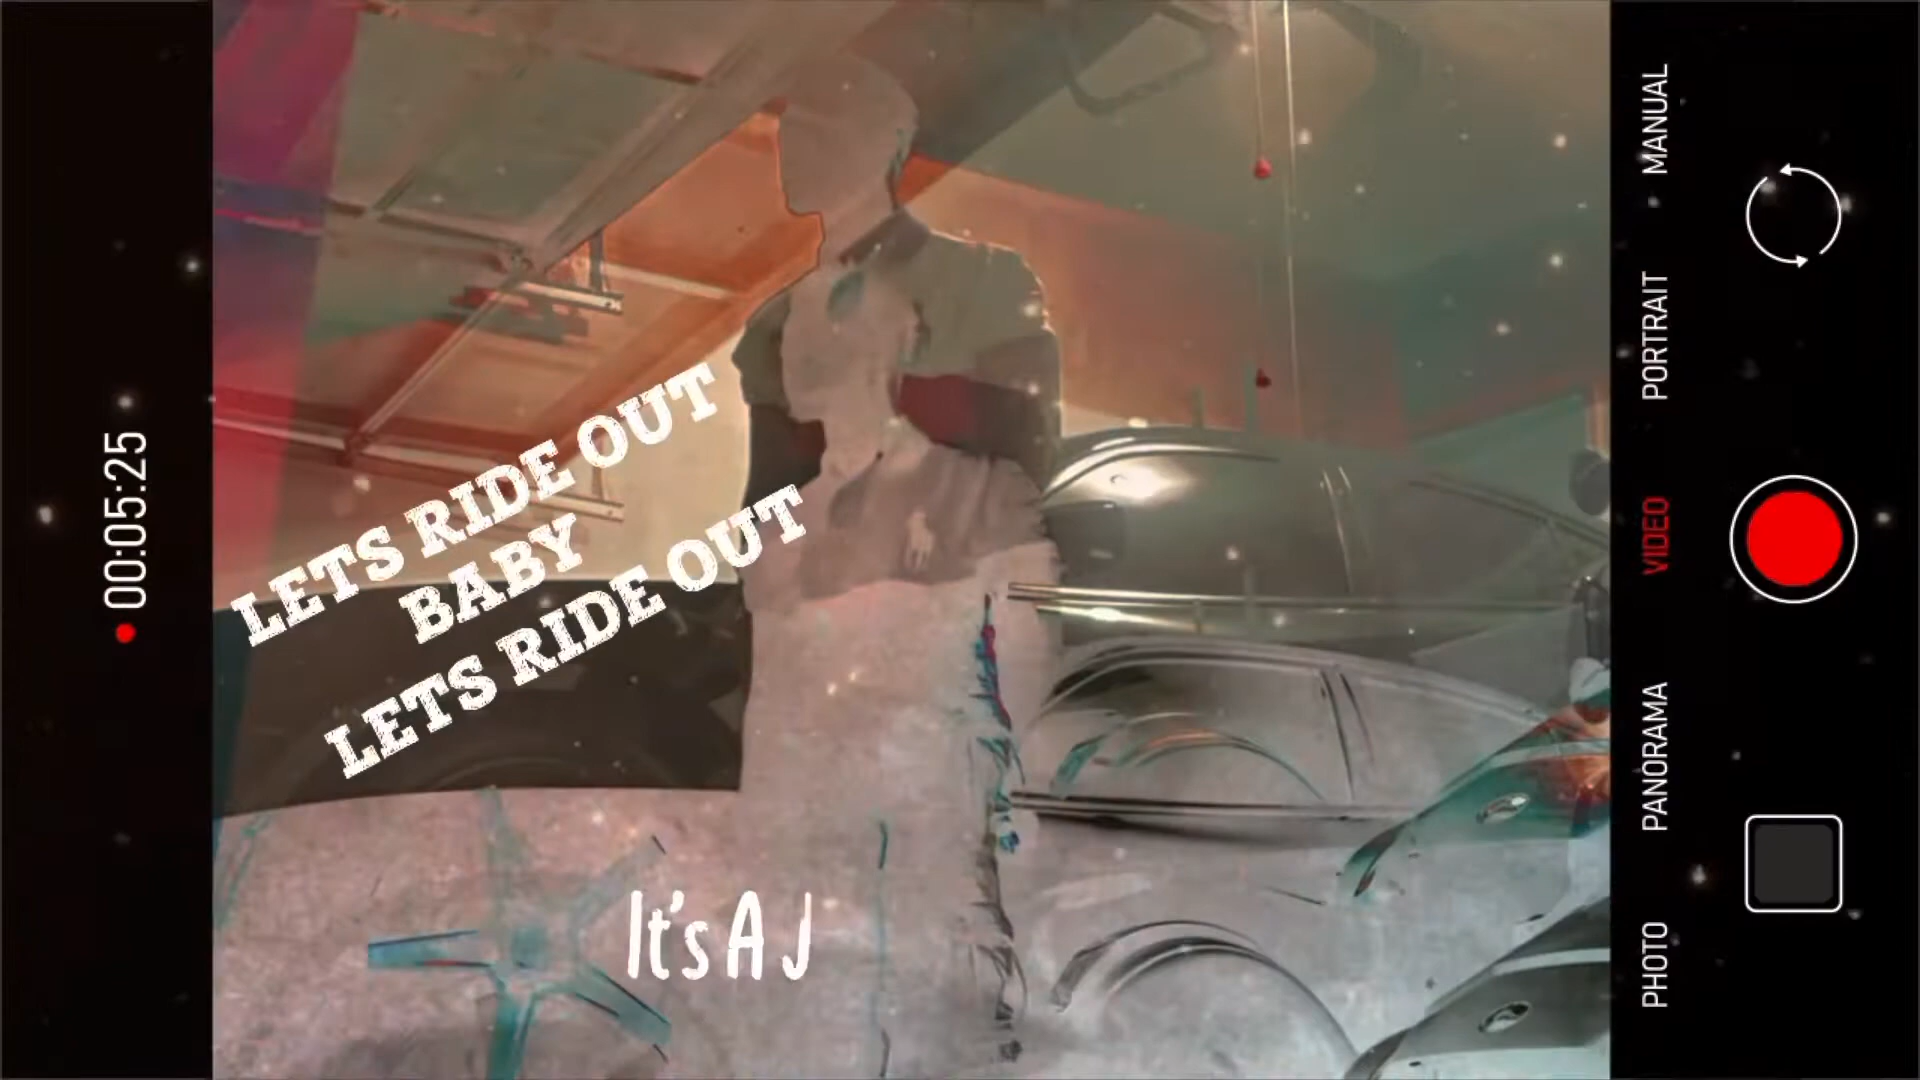 00:05:25
LETS RIDE OUT
BABY
LETS RIDE OUT
It's A J
MANUAL
PORTRAIT
VIDEO
PANORAMA
PHOTO